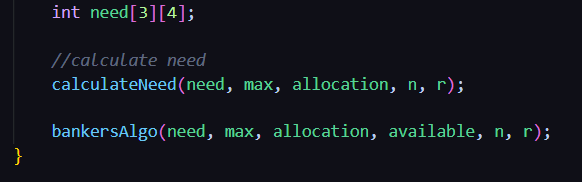 int need[3][4];
//calculate need
calculateNeed(need, max, allocation, n, r);
bankersAlgo(need, max, allocation, available, n, r);
}